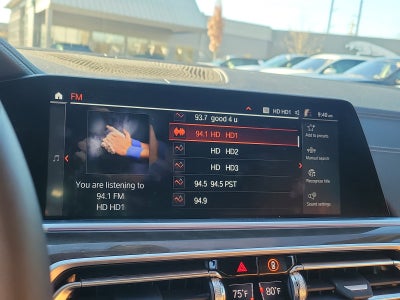 FM
HD HD1
9:40 am
93.7 good 4 u
94.1 HD HD1
HD HD2
HD HD3
94.5 94.5 PST
94.9
You are listening to
94.1 FM
HD HD1
Add to presets
Manual search
Recognize title
Sound settings
75°F
80°F